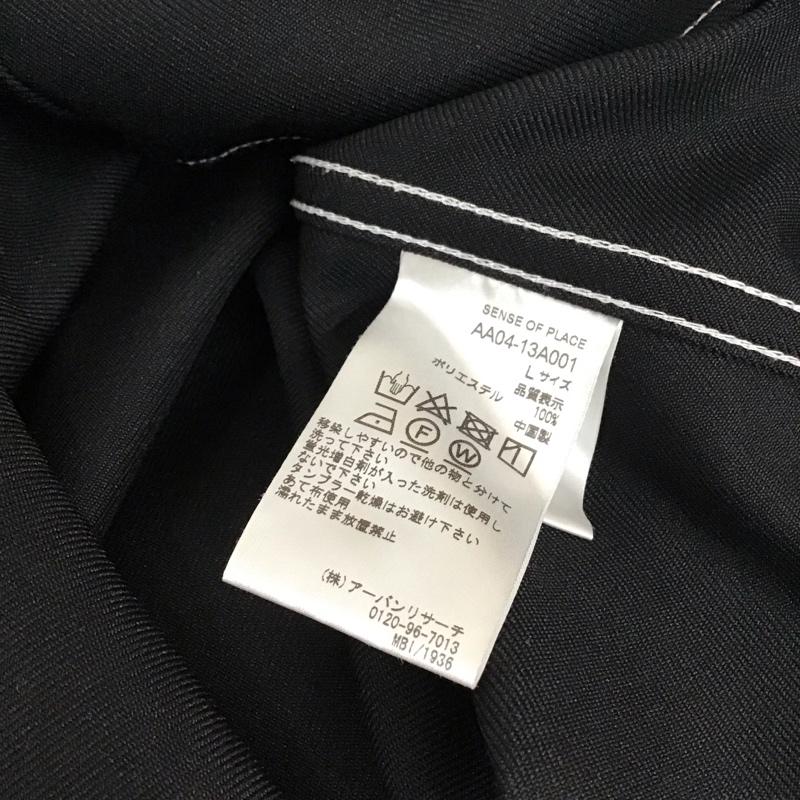 SENSE OF PLACE
AA04-13A001
L サイズ
品質表示
ポリエステル 100%
中国製
F W
移染しやすいので他の物と分けて
洗って下さい
蛍光増白剤が入った洗剤は使用し
ないで下さい
タンブラー乾燥はお避け下さい
あて布使用
濡れたまま放置禁止
(株)アーバンリサーチ
0120-96-7013
MBI/1936